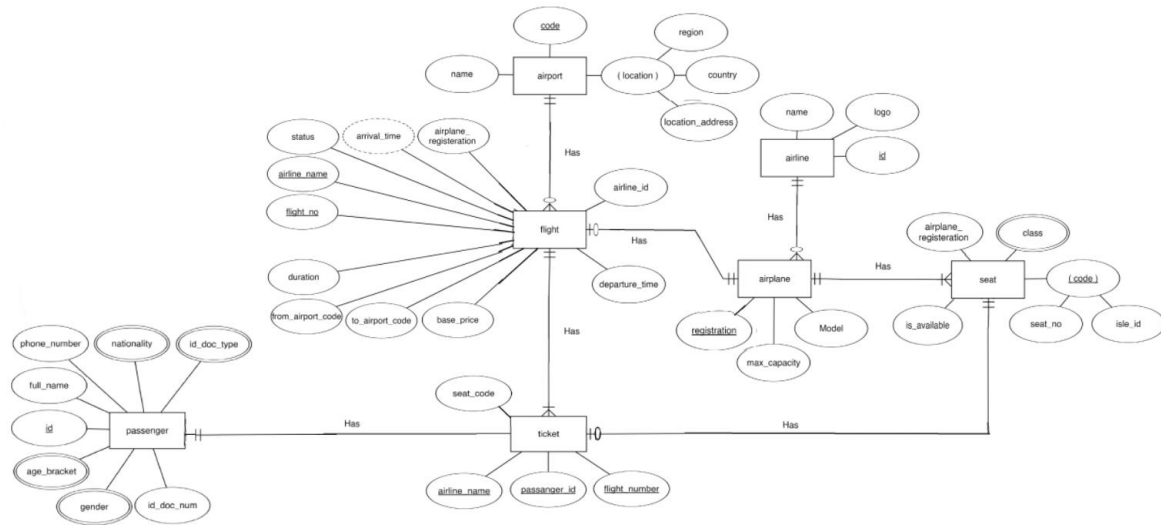 code
region
name
airport
( location )
country
location_address
name
logo
airline
id
status
arrival_time
airplane_
registeration
Has
airline_name
airline_id
flight_no
flight
Has
Has
airplane_
registeration
class
duration
departure_time
airplane
Has
seat
( code )
from_airport_code
to_airport_code
base_price
registration
Model
is_available
seat_no
isle_id
max_capacity
Has
phone_number
nationality
id_doc_type
full_name
seat_code
id
passenger
Has
ticket
Has
age_bracket
gender
id_doc_num
airline_name
passanger_id
flight_number